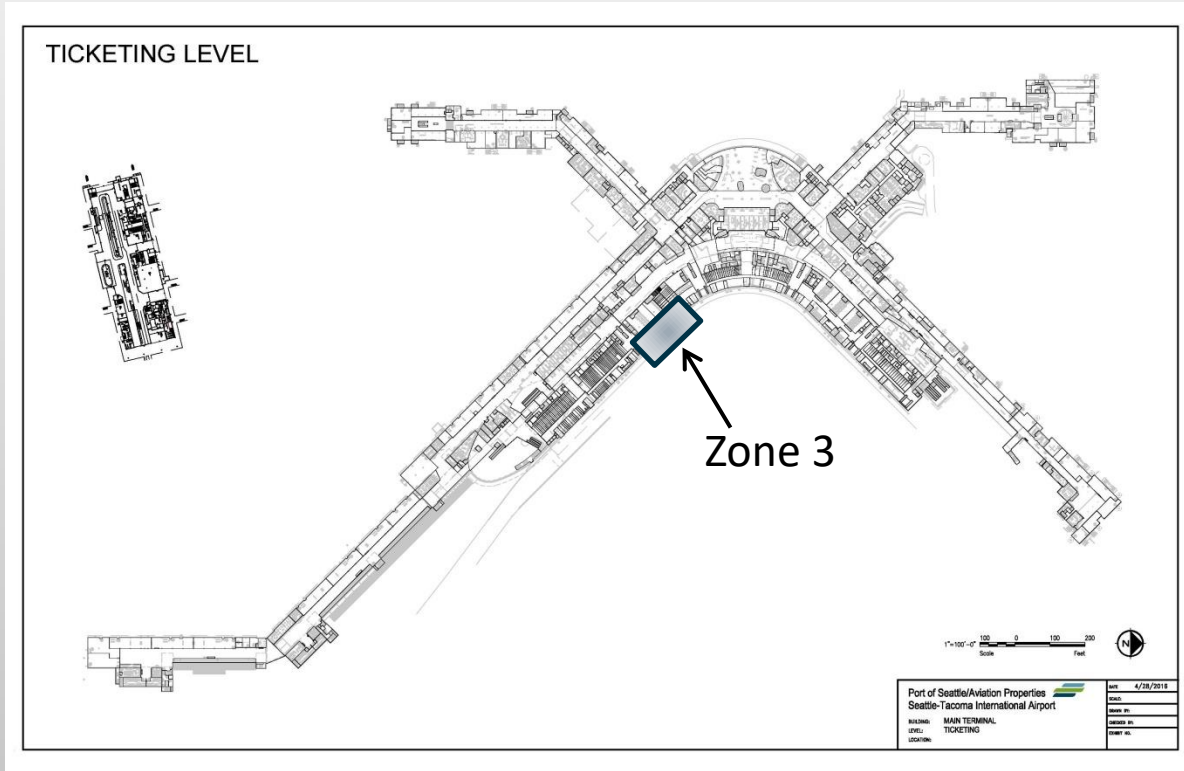 TICKETING LEVEL
Zone 3
1"=100'-0"
100 0 100 200
Scale Feet
N
Port of Seattle/Aviation Properties
Seattle-Tacoma International Airport
BUILDING: MAIN TERMINAL
LEVEL: TICKETING
LOCATION:
DATE 4/28/2018
SCALE:
DRAWN BY:
CHECKED BY:
EXHIBIT NO.